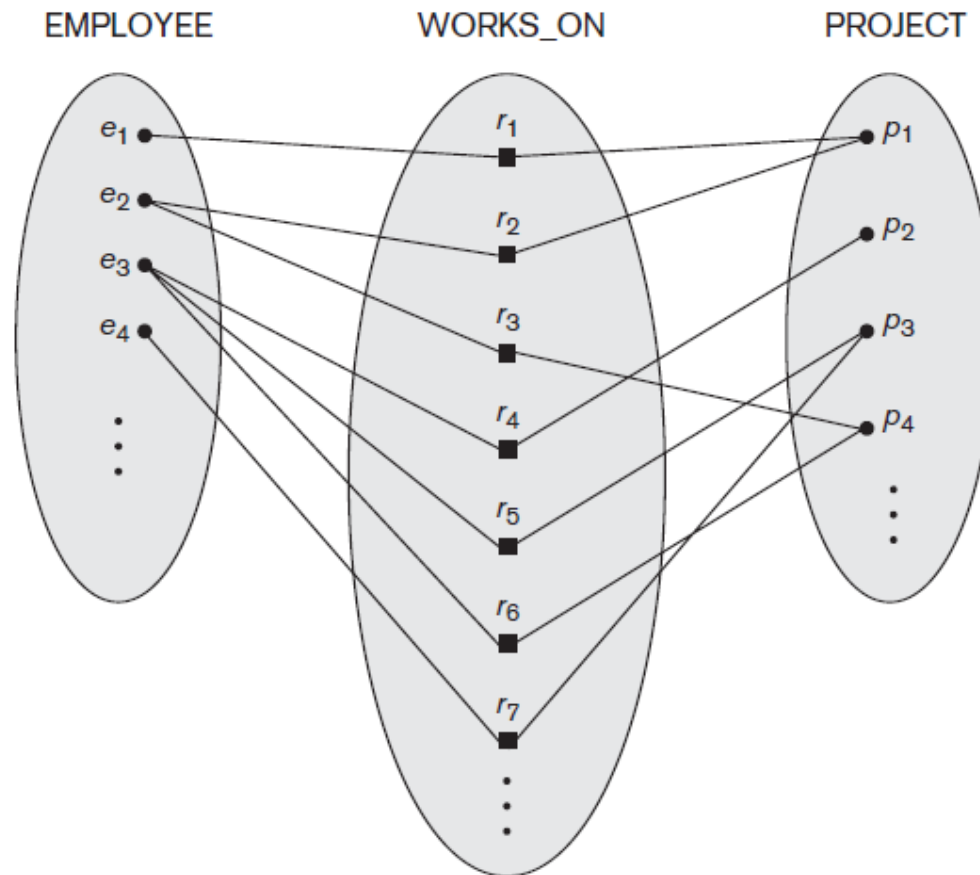 EMPLOYEE WORKS_ON PROJECT
e1 r1 p1
e2 r2 p2
e3 r3 p3
e4 r4 p4
r5
r6
r7